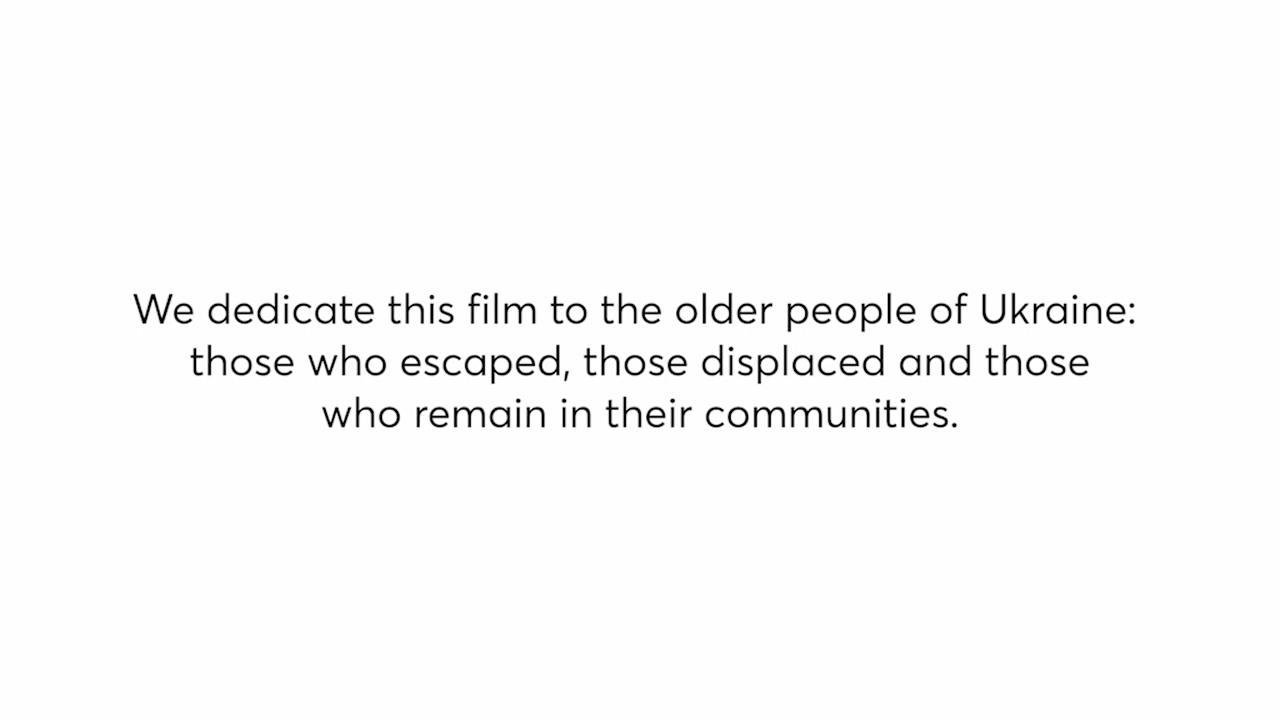 We dedicate this film to the older people of Ukraine:
those who escaped, those displaced and those
who remain in their communities.